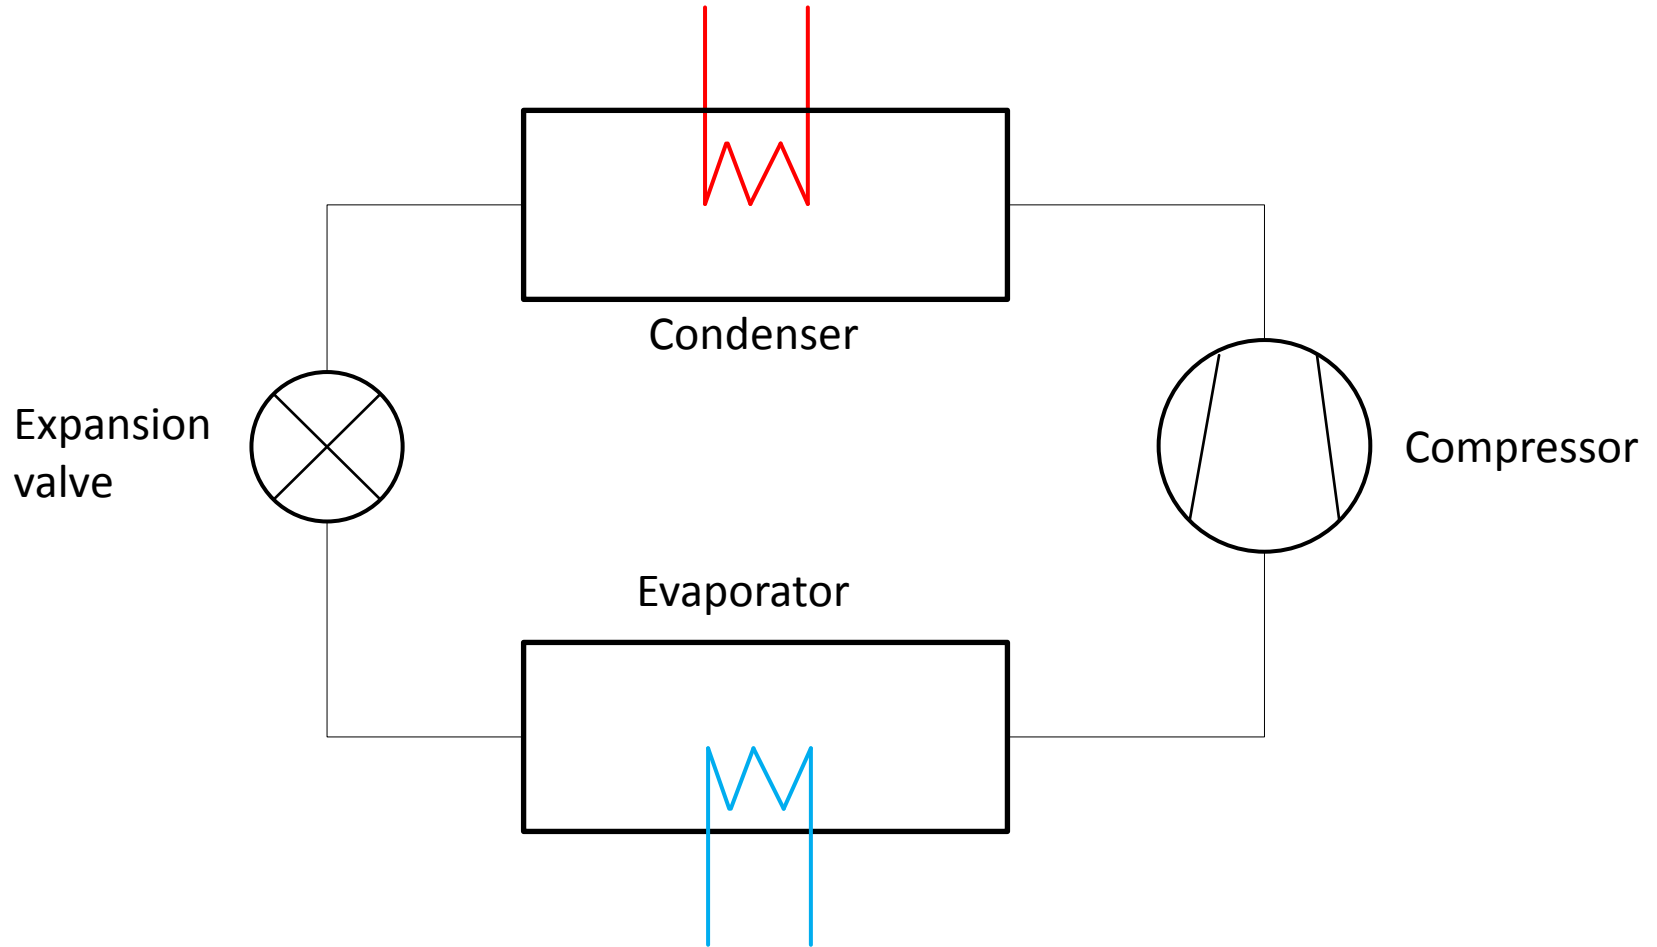 Condenser
Expansion
valve
Compressor
Evaporator